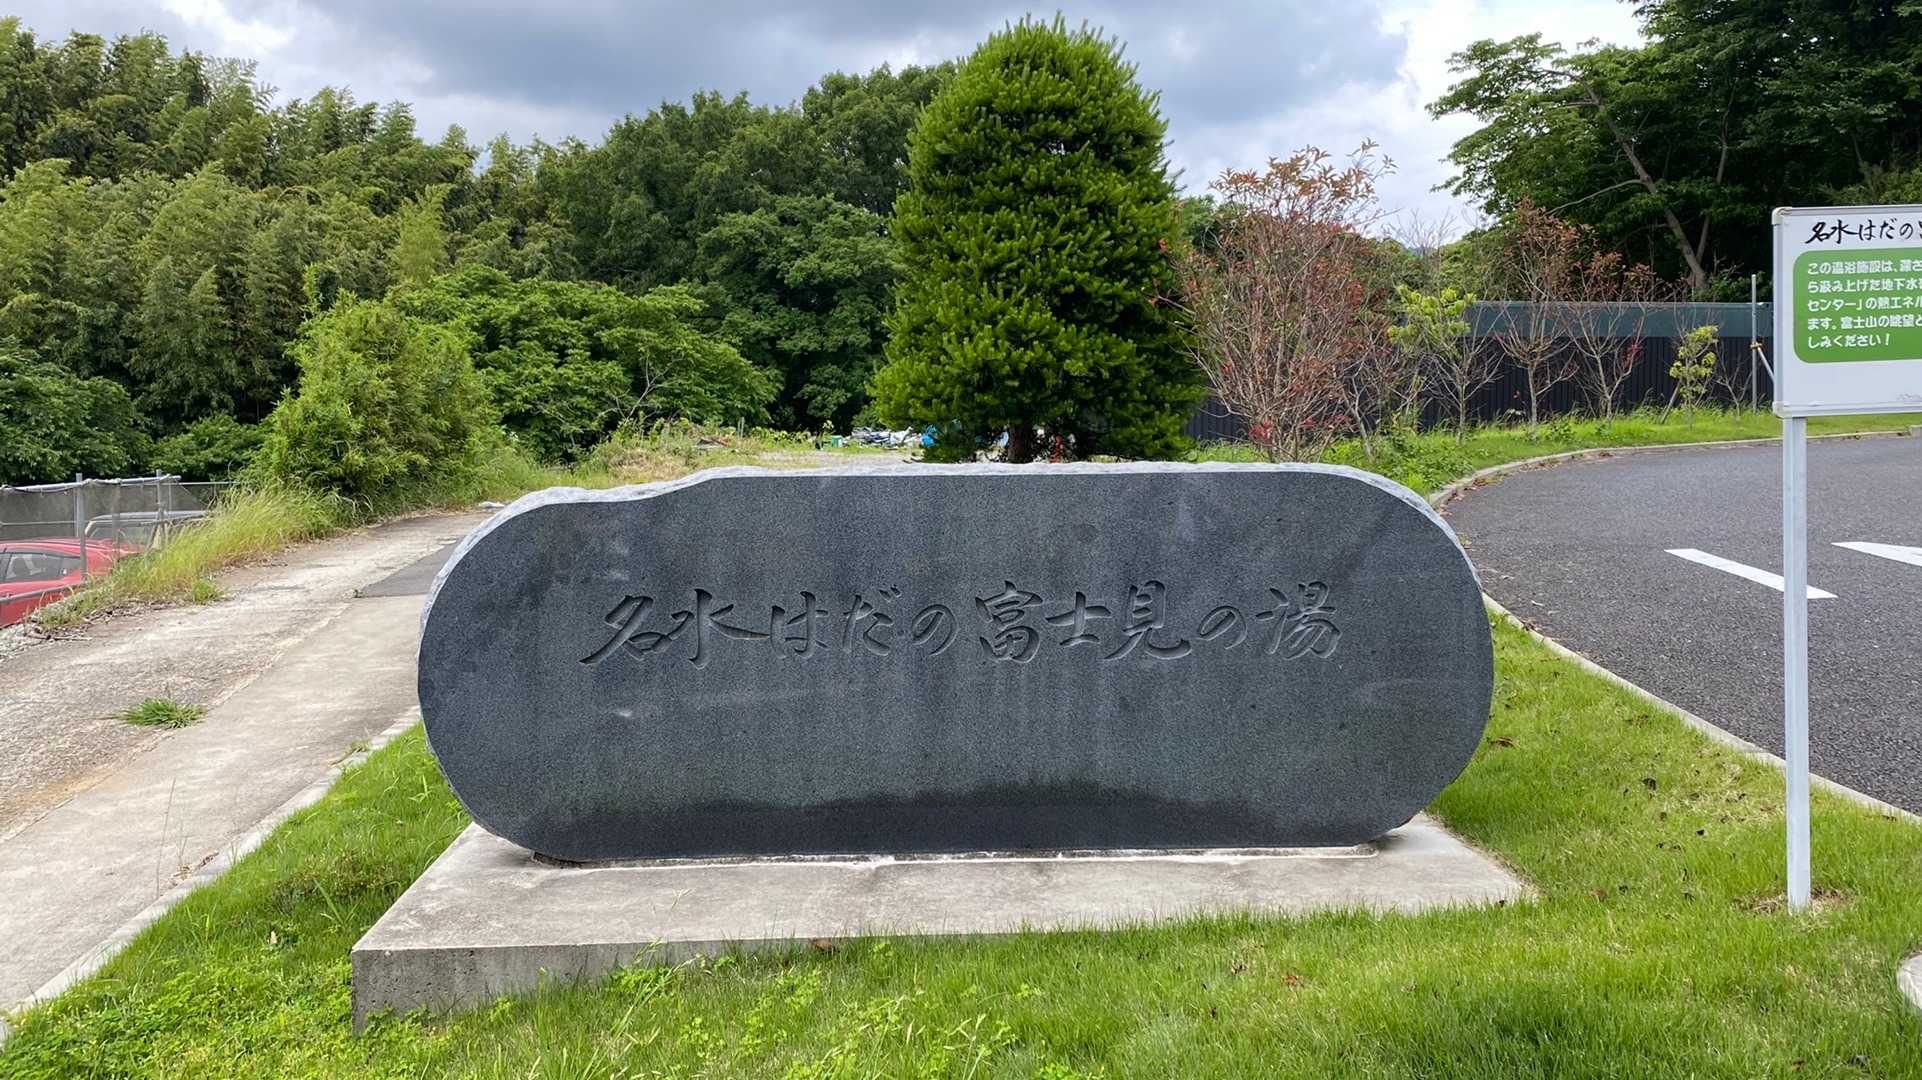 名水はだの富士見の湯
名水はだの
この温浴施設は、深さ
ら汲み上げた地下水
センター」の熱エネル
ます。富士山の眺望と
しみください！